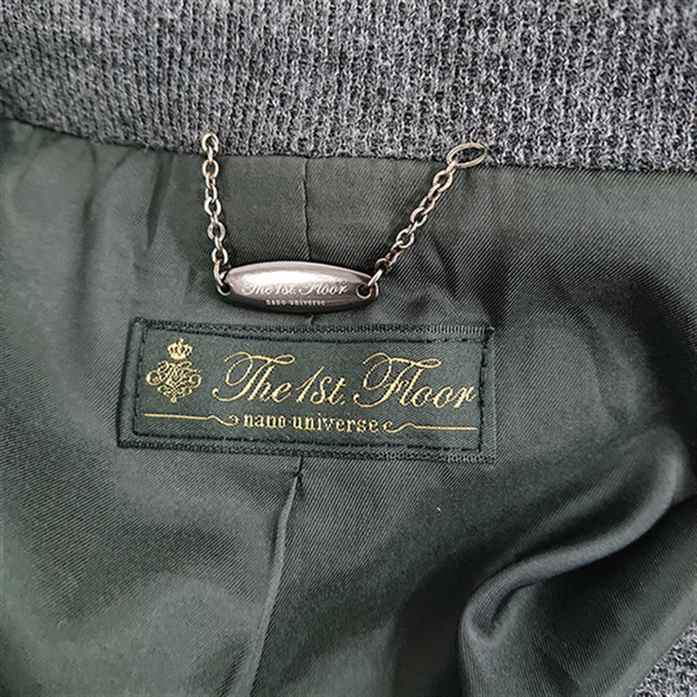 The 1st. Floor
nano·universe
The 1st. Floor
nano·universe